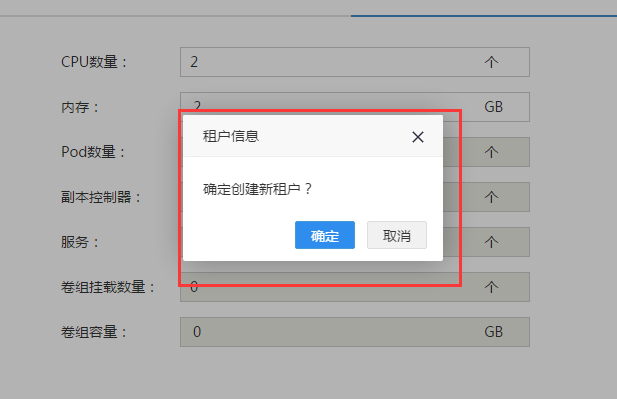 CPU数量： 2 个
内存： 2 GB
租户信息
Pod数量： 个
确定创建新租户？
副本控制器： 个
确定 取消
服务： 个
卷组挂载数量： 0 个
卷组容量： 0 GB